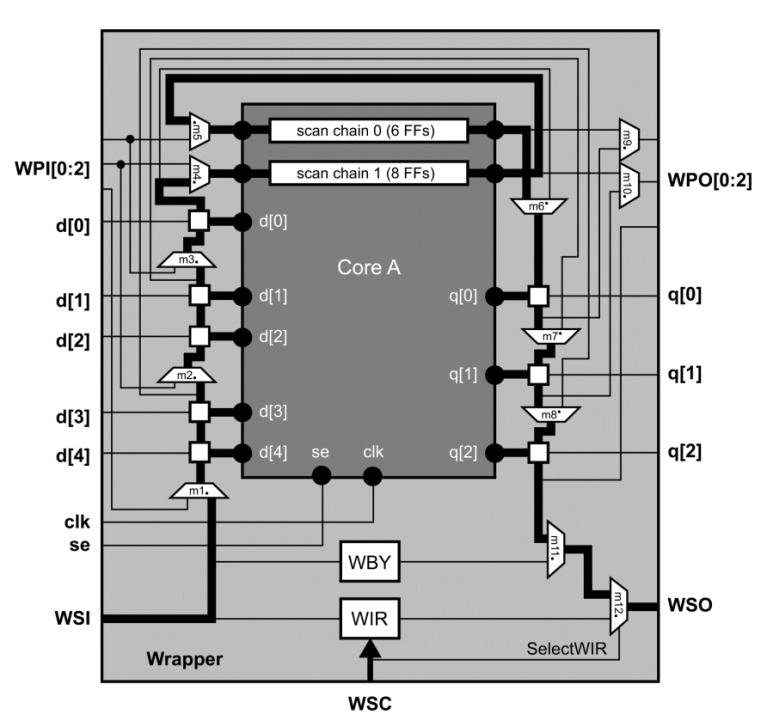 scan chain 0 (6 FFs)
m5
m9
WPI[0:2]
scan chain 1 (8 FFs)
m4
m10
WPO[0:2]
m6
d[0]
d[0]
m3
Core A
d[1]
d[1]
q[0]
q[0]
d[2]
d[2]
m7
m2
q[1]
q[1]
d[3]
d[3]
m8
d[4]
d[4]
se
clk
q[2]
q[2]
m1
clk
se
m11
WBY
WSI
WIR
m12
WSO
Wrapper
SelectWIR
WSC